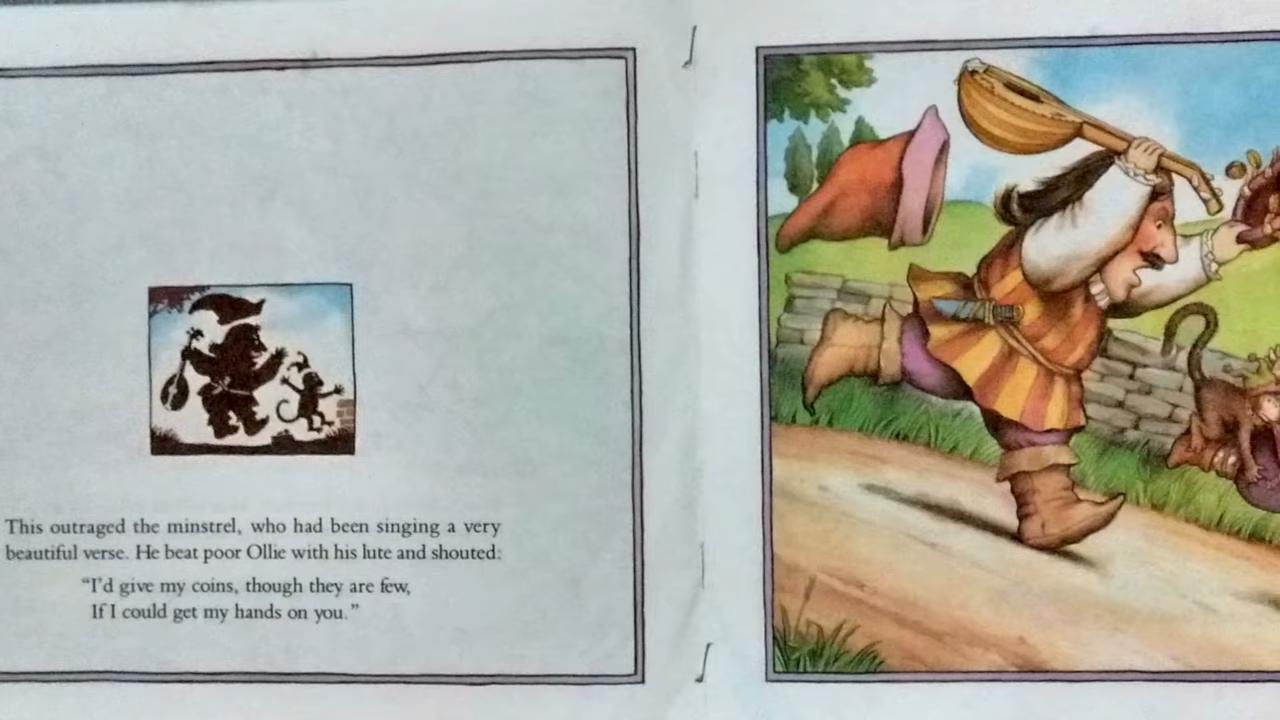 This outraged the minstrel, who had been singing a very
beautiful verse. He beat poor Ollie with his lute and shouted:
“I’d give my coins, though they are few,
If I could get my hands on you.”